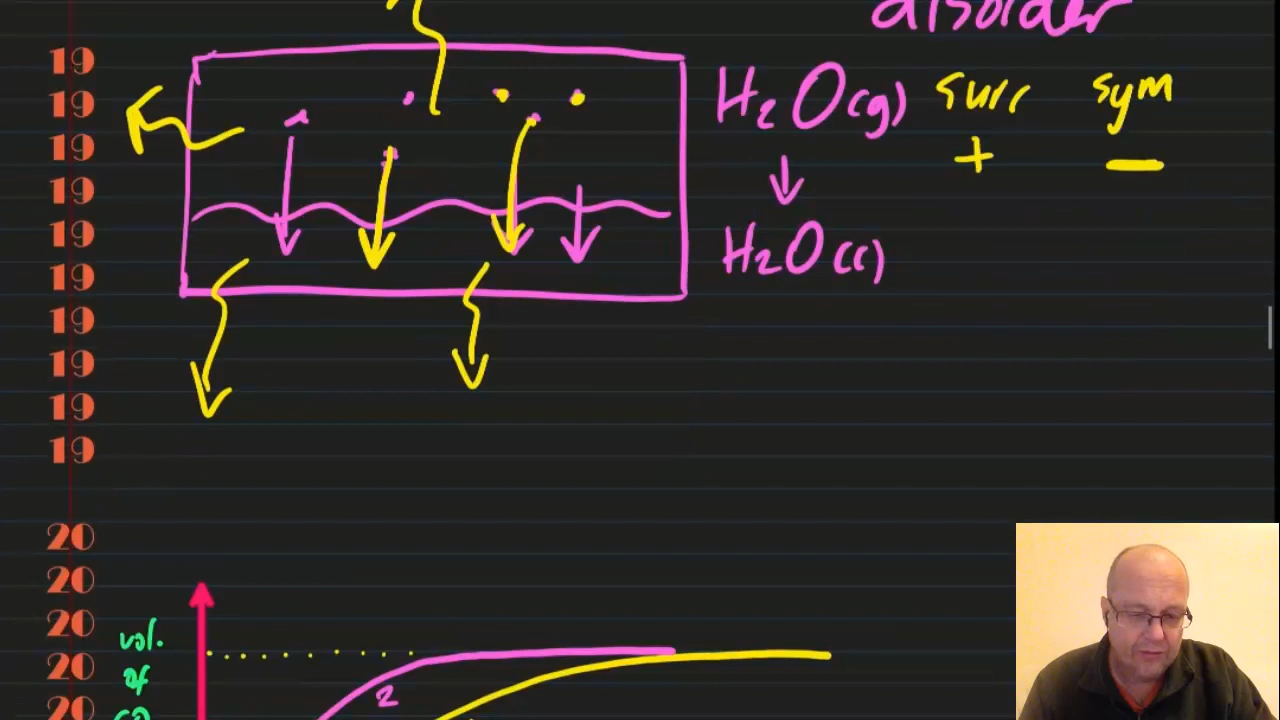 disorder
19
19 H₂O(g) surr sym
19 + −
19 ↓
19 H₂O(l)
19
19
19
19
19
20
20
20 vol.
20 of
20 2